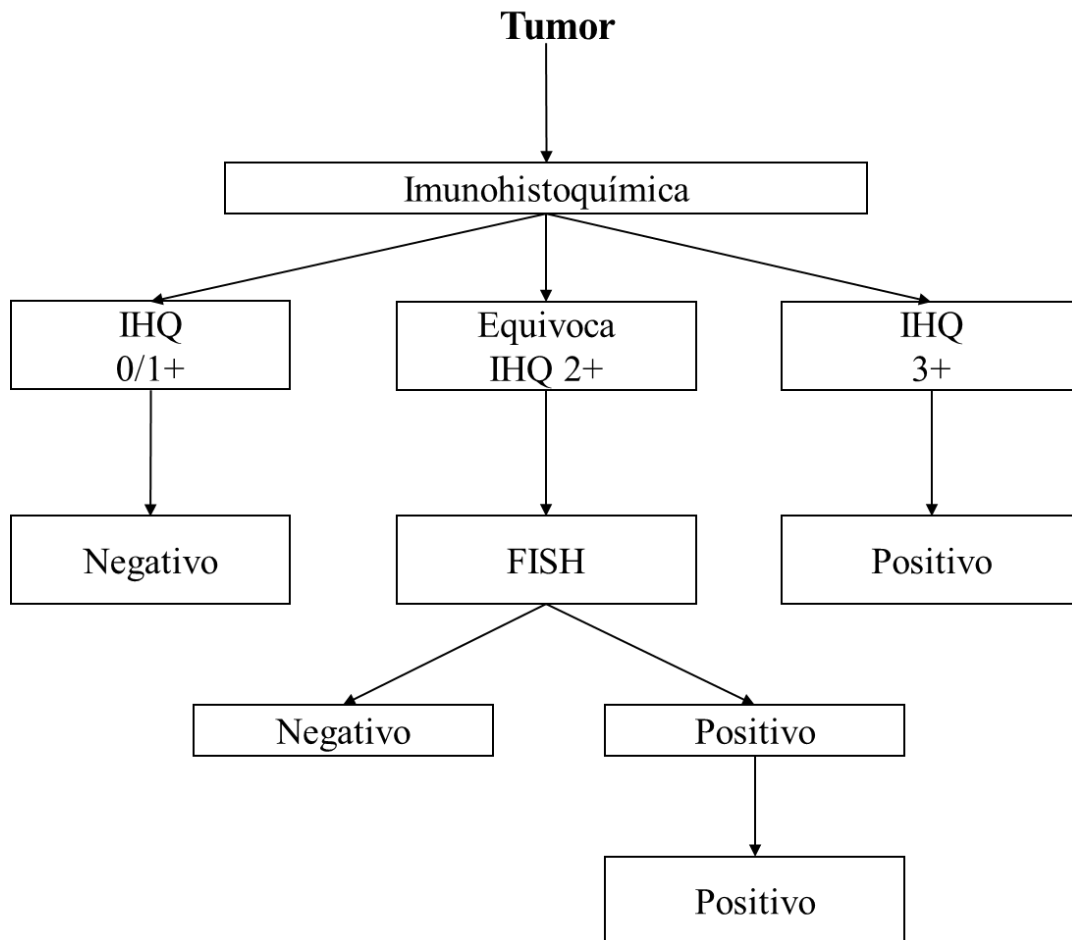 Tumor
Imunohistoquímica
IHQ
0/1+
Equivoca
IHQ 2+
IHQ
3+
Negativo
FISH
Positivo
Negativo
Positivo
Positivo